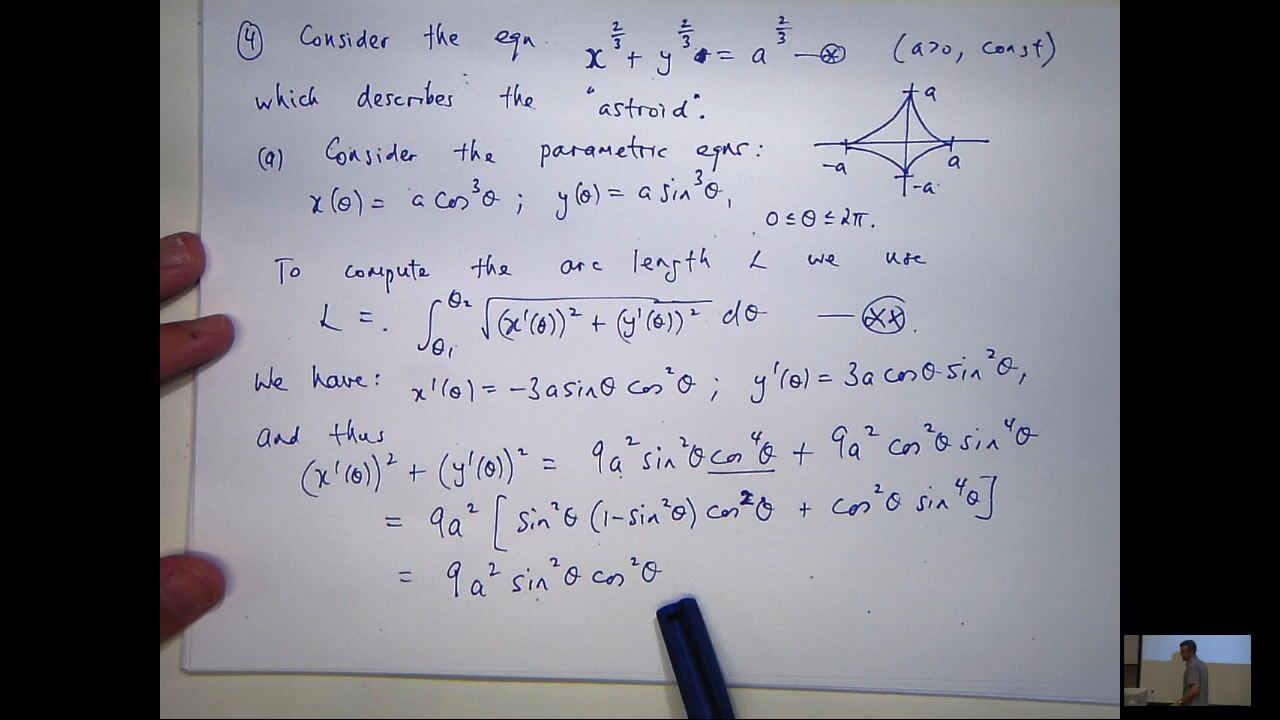 ④ Consider the eqn. x^{2/3} + y^{2/3} = a^{2/3} —⊛ (a>0, const)
which describes the "astroid".
a
-a
a
-a
(a) Consider the parametric eqns:
x(θ) = a cos³θ ; y(θ) = a sin³θ,
0 ≤ θ ≤ 2π.
To compute the arc length L we use
L = ∫_{θ₁}^{θ₂} √((x'(θ))² + (y'(θ))²) dθ —(**).
We have: x'(θ) = -3a sinθ cos²θ ; y'(θ) = 3a cosθ sin²θ,
and thus
(x'(θ))² + (y'(θ))² = 9a² sin²θ cos⁴θ + 9a² cos²θ sin⁴θ
= 9a² [sin²θ (1-sin²θ) cos²θ + cos²θ sin⁴θ]
= 9a² sin²θ cos²θ